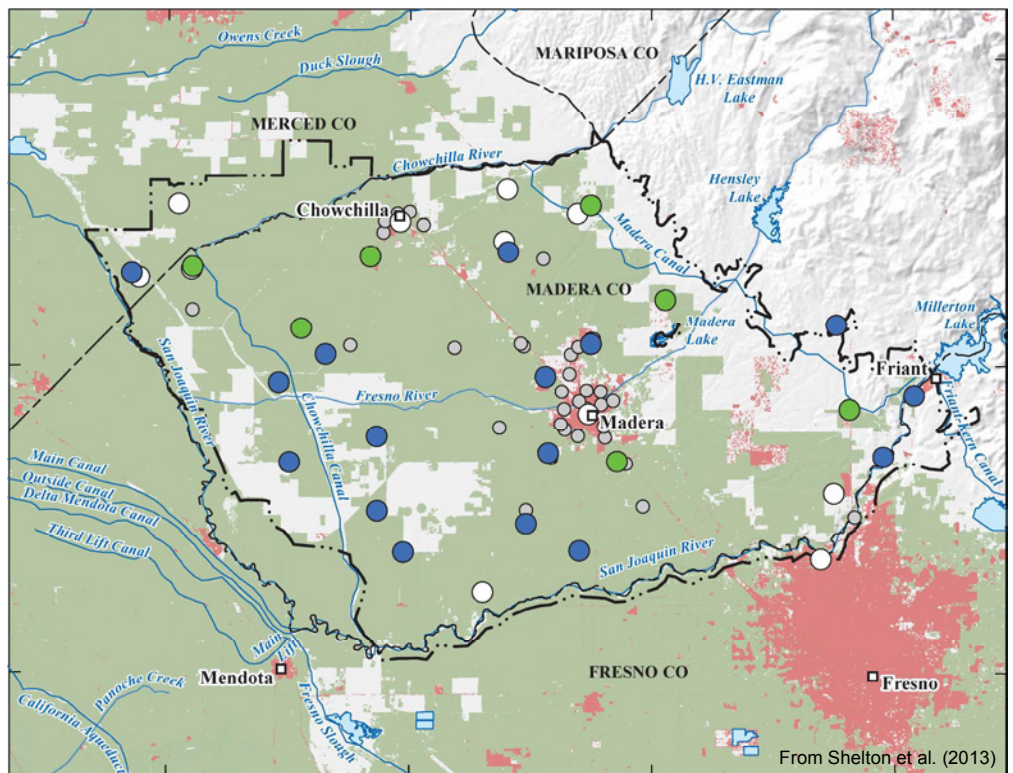 Owens Creek
Duck Slough
MARIPOSA CO
H.V. Eastman
Lake
MERCED CO
Chowchilla River
Hensley
Lake
Chowchilla
Madera Canal
MADERA CO
Millerton
Lake
Madera
Lake
Friant
San Joaquin River
Chowchilla Canal
Fresno River
Madera
Friant-Kern Canal
Main Canal
Outside Canal
Delta Mendota Canal
Third Lift Canal
San Joaquin River
Main
Lift
Mendota
FRESNO CO
Fresno
Panoche Creek
Fresno Slough
California Aqueduct
From Shelton et al. (2013)